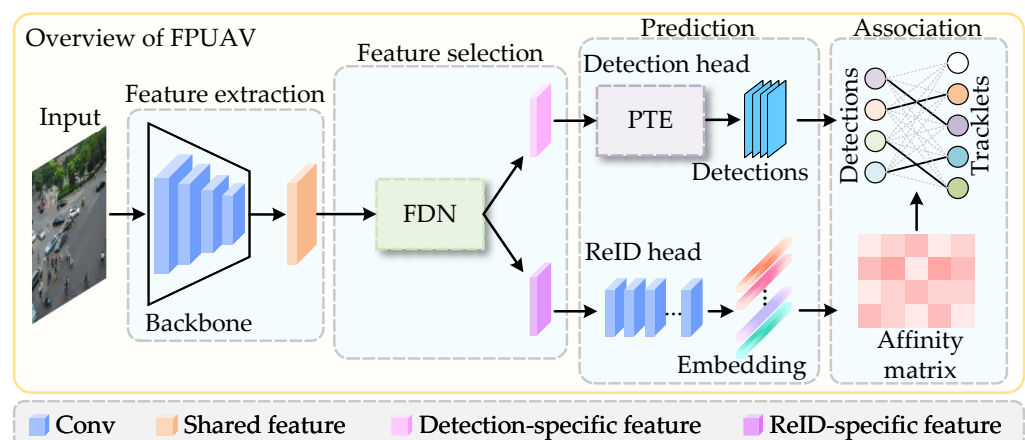 Overview of FPUAV
Input
Feature extraction
Backbone
Feature selection
FDN
Prediction
Detection head
PTE
Detections
ReID head
...
...
Embedding
Association
Detections
Tracklets
Affinity
matrix
Conv
Shared feature
Detection-specific feature
ReID-specific feature